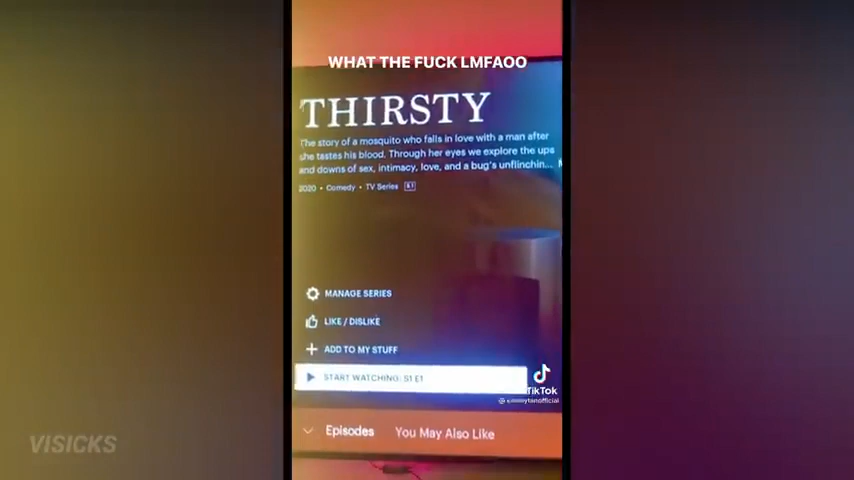 WHAT THE FUCK LMFAOO
THIRSTY
The story of a mosquito who falls in love with a man after
she tastes his blood. Through her eyes we explore the ups
and downs of sex, intimacy, love, and a bug's unflinchin...
2020 • Comedy • TV Series 5.1
MANAGE SERIES
LIKE / DISLIKE
ADD TO MY STUFF
START WATCHING: S1 E1
TikTok
Episodes
You May Also Like
VISICKS